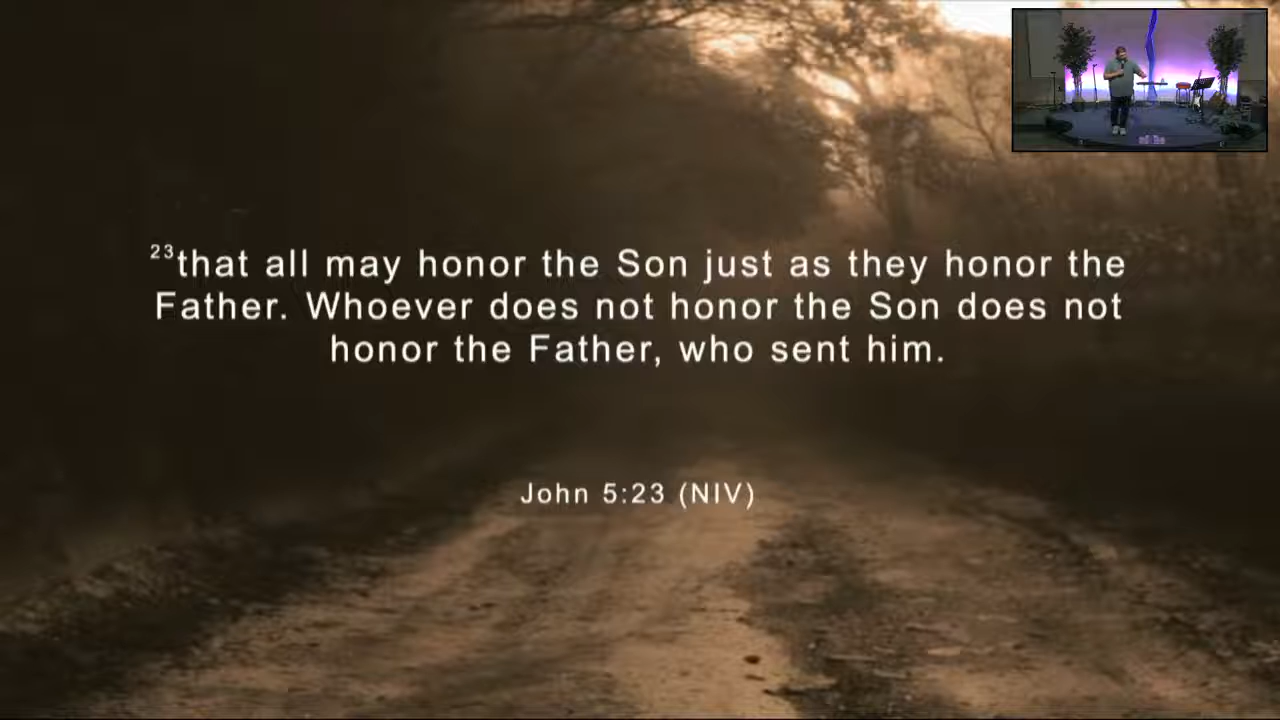 23that all may honor the Son just as they honor the
Father. Whoever does not honor the Son does not
honor the Father, who sent him.
John 5:23 (NIV)